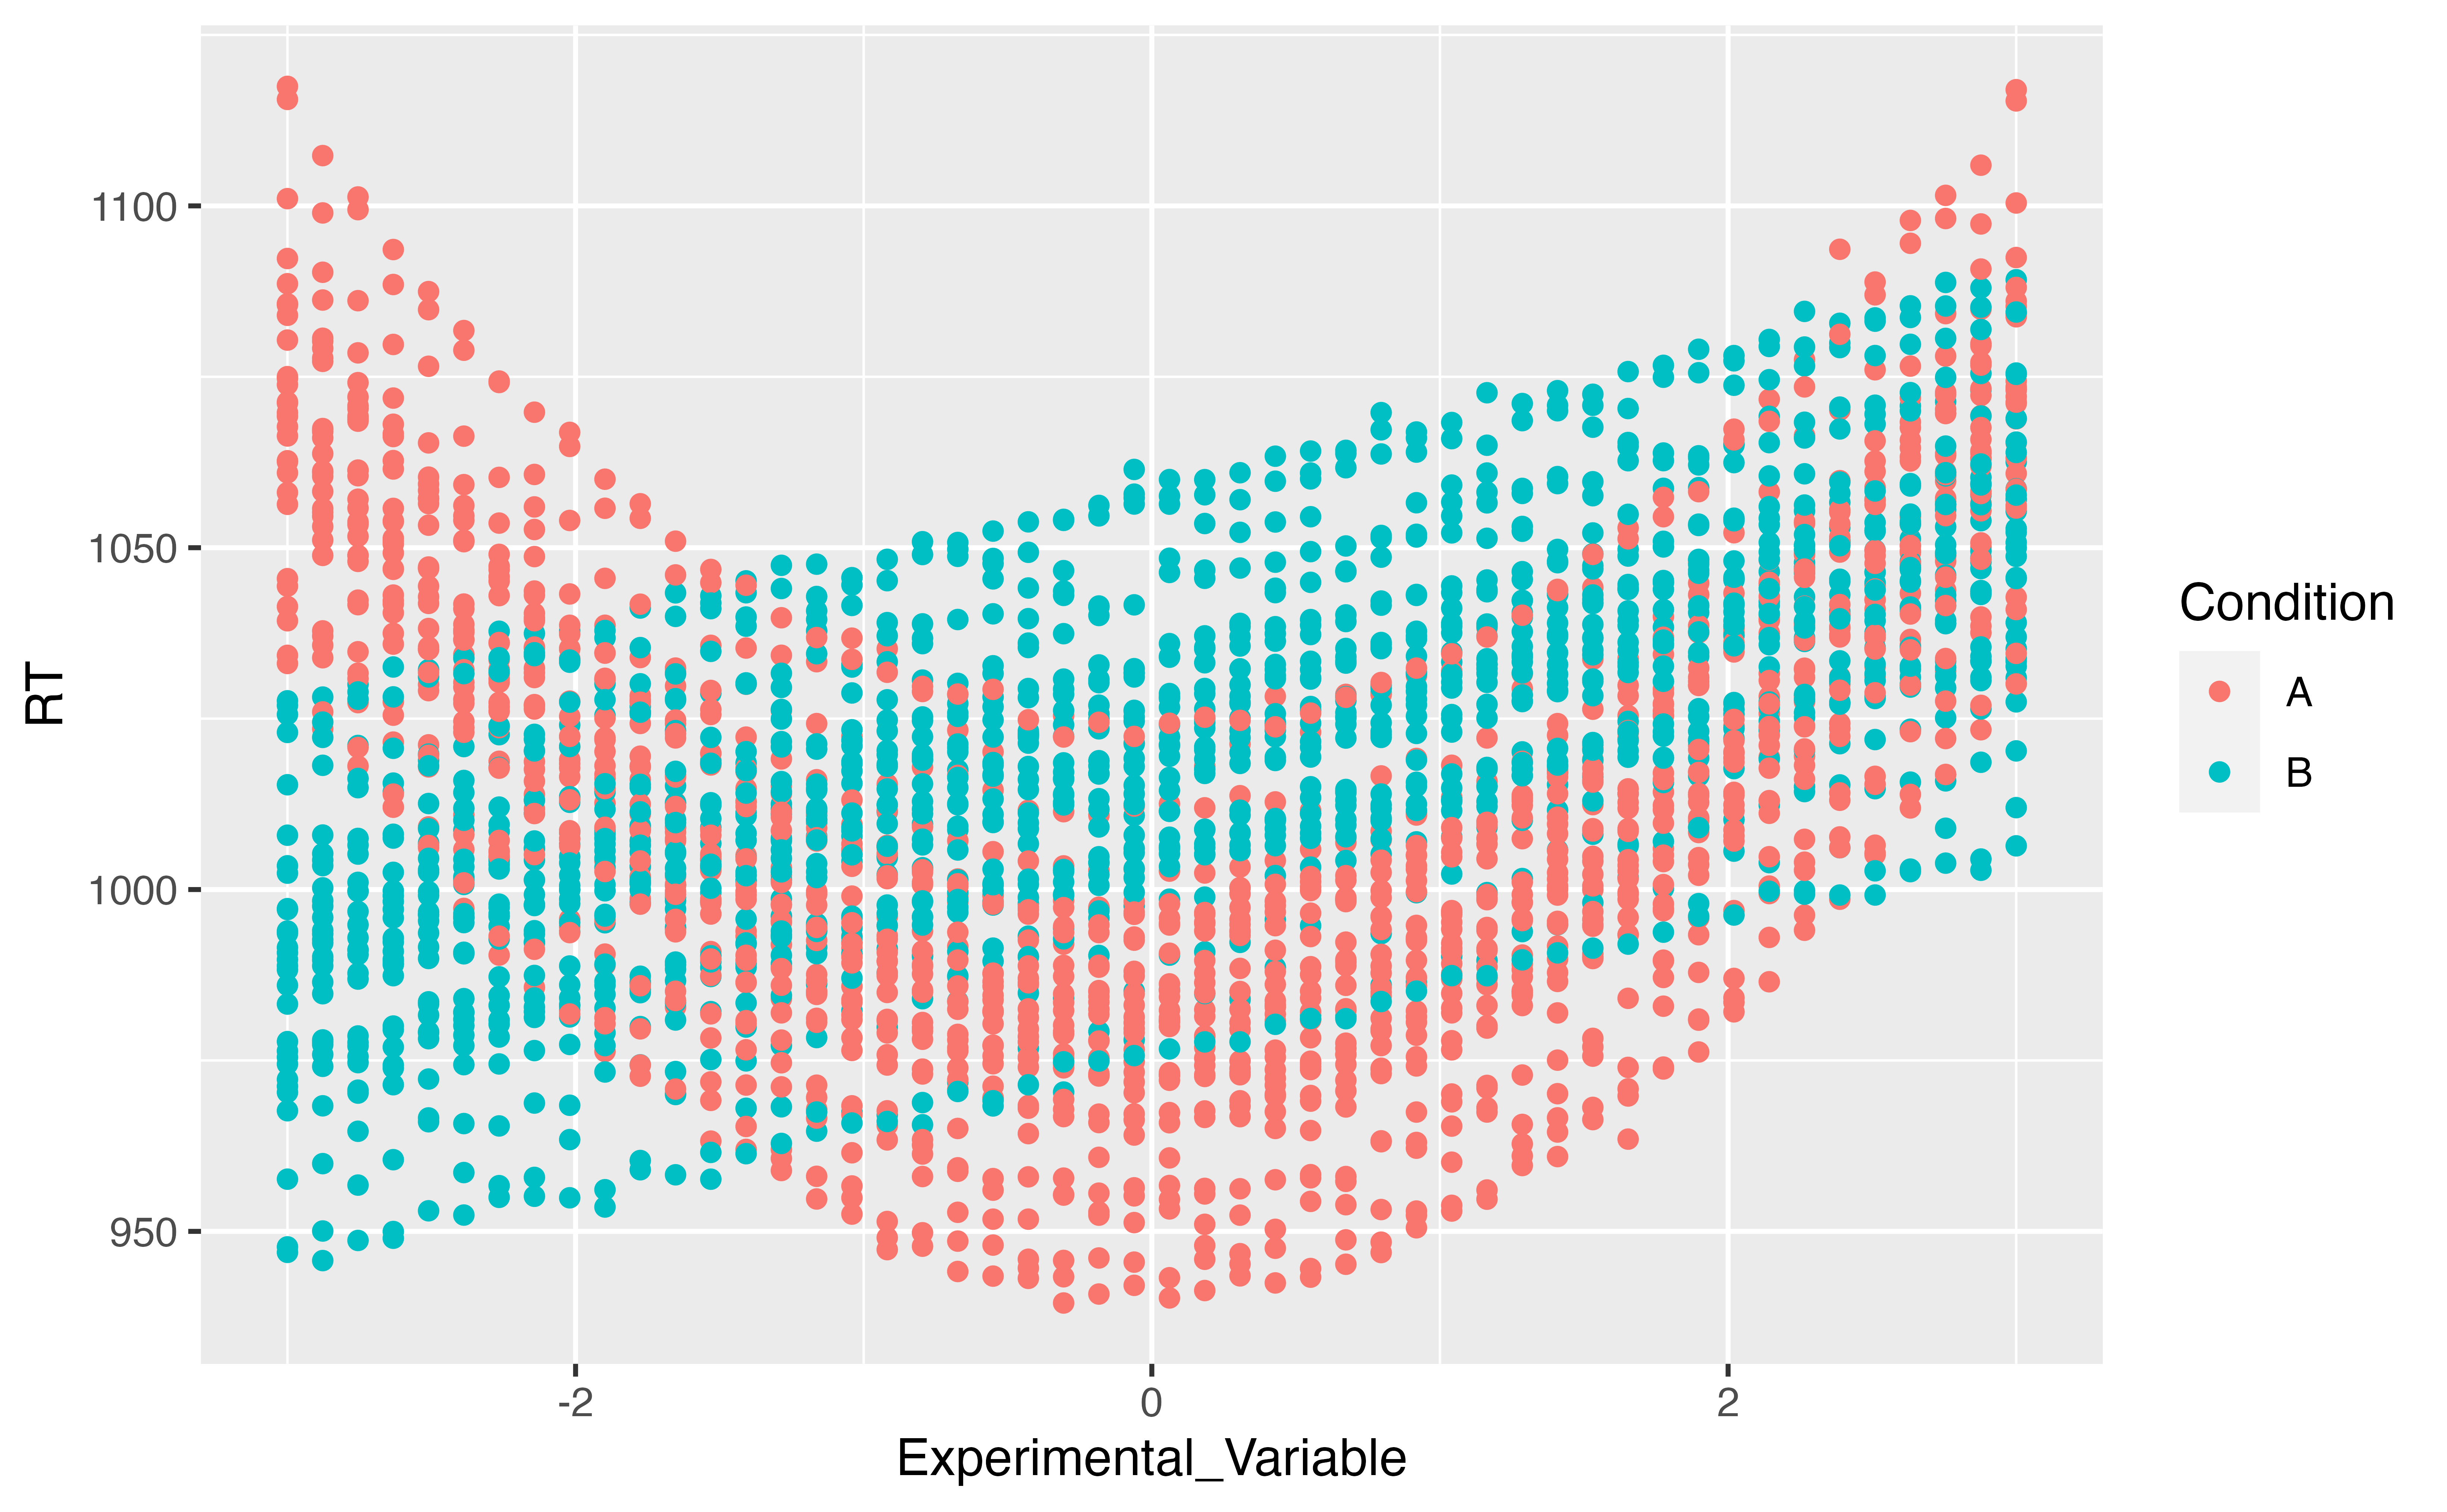 RT
1100
1050
1000
950
-2 0 2
Experimental_Variable
Condition
A
B